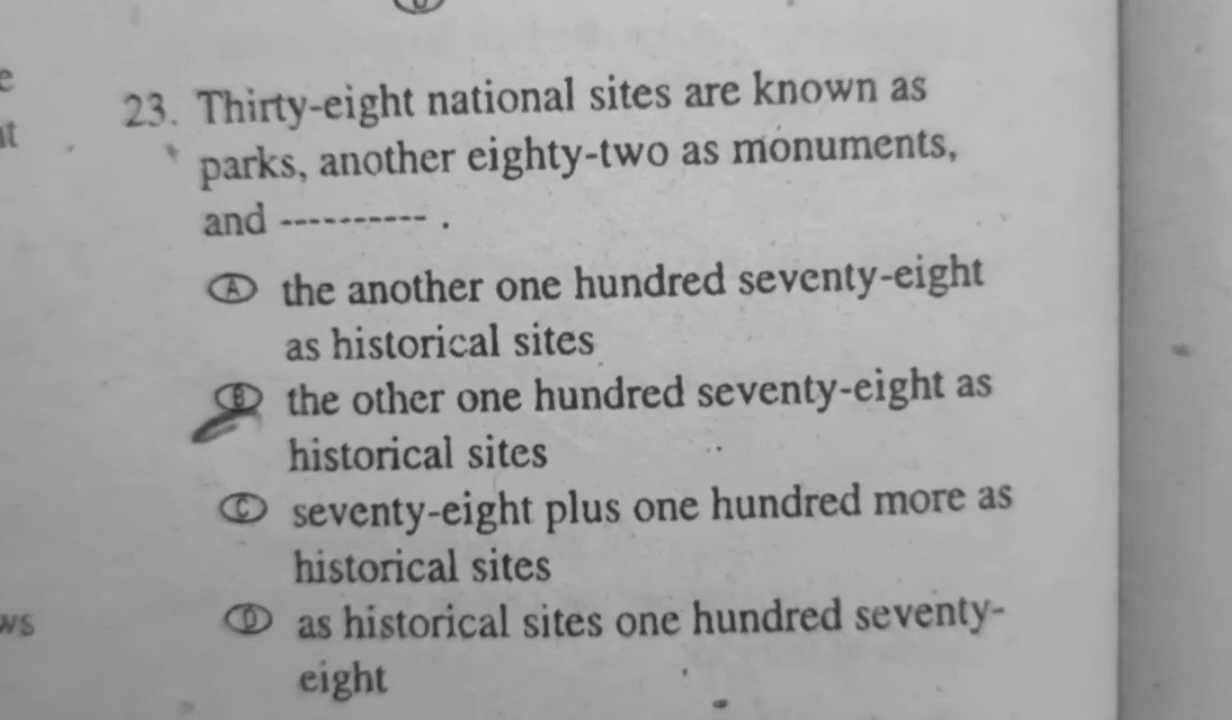 e
at
23. Thirty-eight national sites are known as
parks, another eighty-two as monuments,
and ---------- .
(A) the another one hundred seventy-eight
as historical sites
(B) the other one hundred seventy-eight as
historical sites
(C) seventy-eight plus one hundred more as
historical sites
(D) as historical sites one hundred seventy-
eight
ws